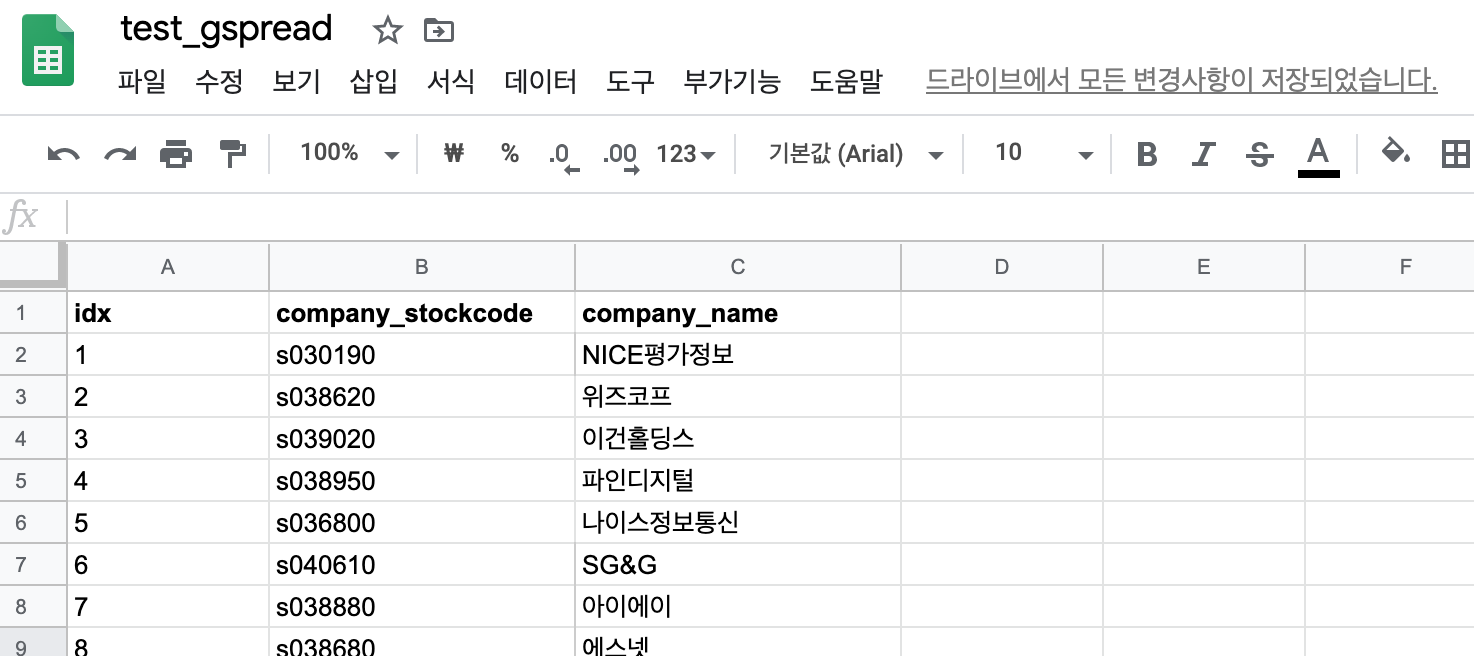 test_gspread
파일 수정 보기 삽입 서식 데이터 도구 부가기능 도움말 드라이브에서 모든 변경사항이 저장되었습니다.
100% ₩ % .0 .00 123 기본값 (Arial) 10 B I S A
fx
A B C D E F
1 idx company_stockcode company_name
2 1 s030190 NICE평가정보
3 2 s038620 위즈코프
4 3 s039020 이건홀딩스
5 4 s038950 파인디지털
6 5 s036800 나이스정보통신
7 6 s040610 SG&G
8 7 s038880 아이에이
9 8 s038680 에스넷